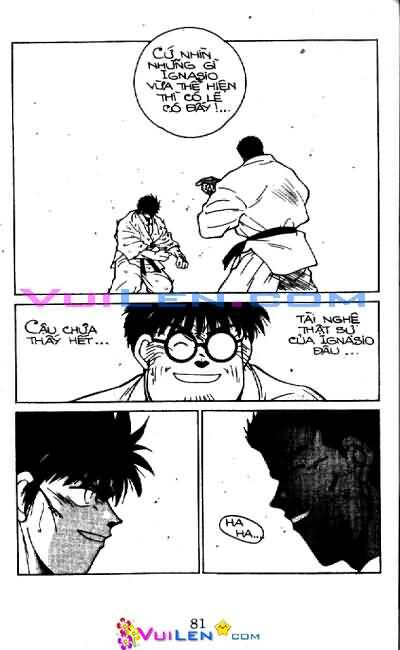 CỨ NHÌN
NHỮNG GÌ
IGNASIO
VỪA THỂ HIỆN
THÌ CÓ LẼ
CÓ ĐẤY!...
VUILEN.COM
CẬU CHƯA
THẤY HẾT...
TÀI NGHỆ
THẬT SỰ
CỦA IGNASIO
ĐÂU...
HA
HA...
81
VUILEN.COM